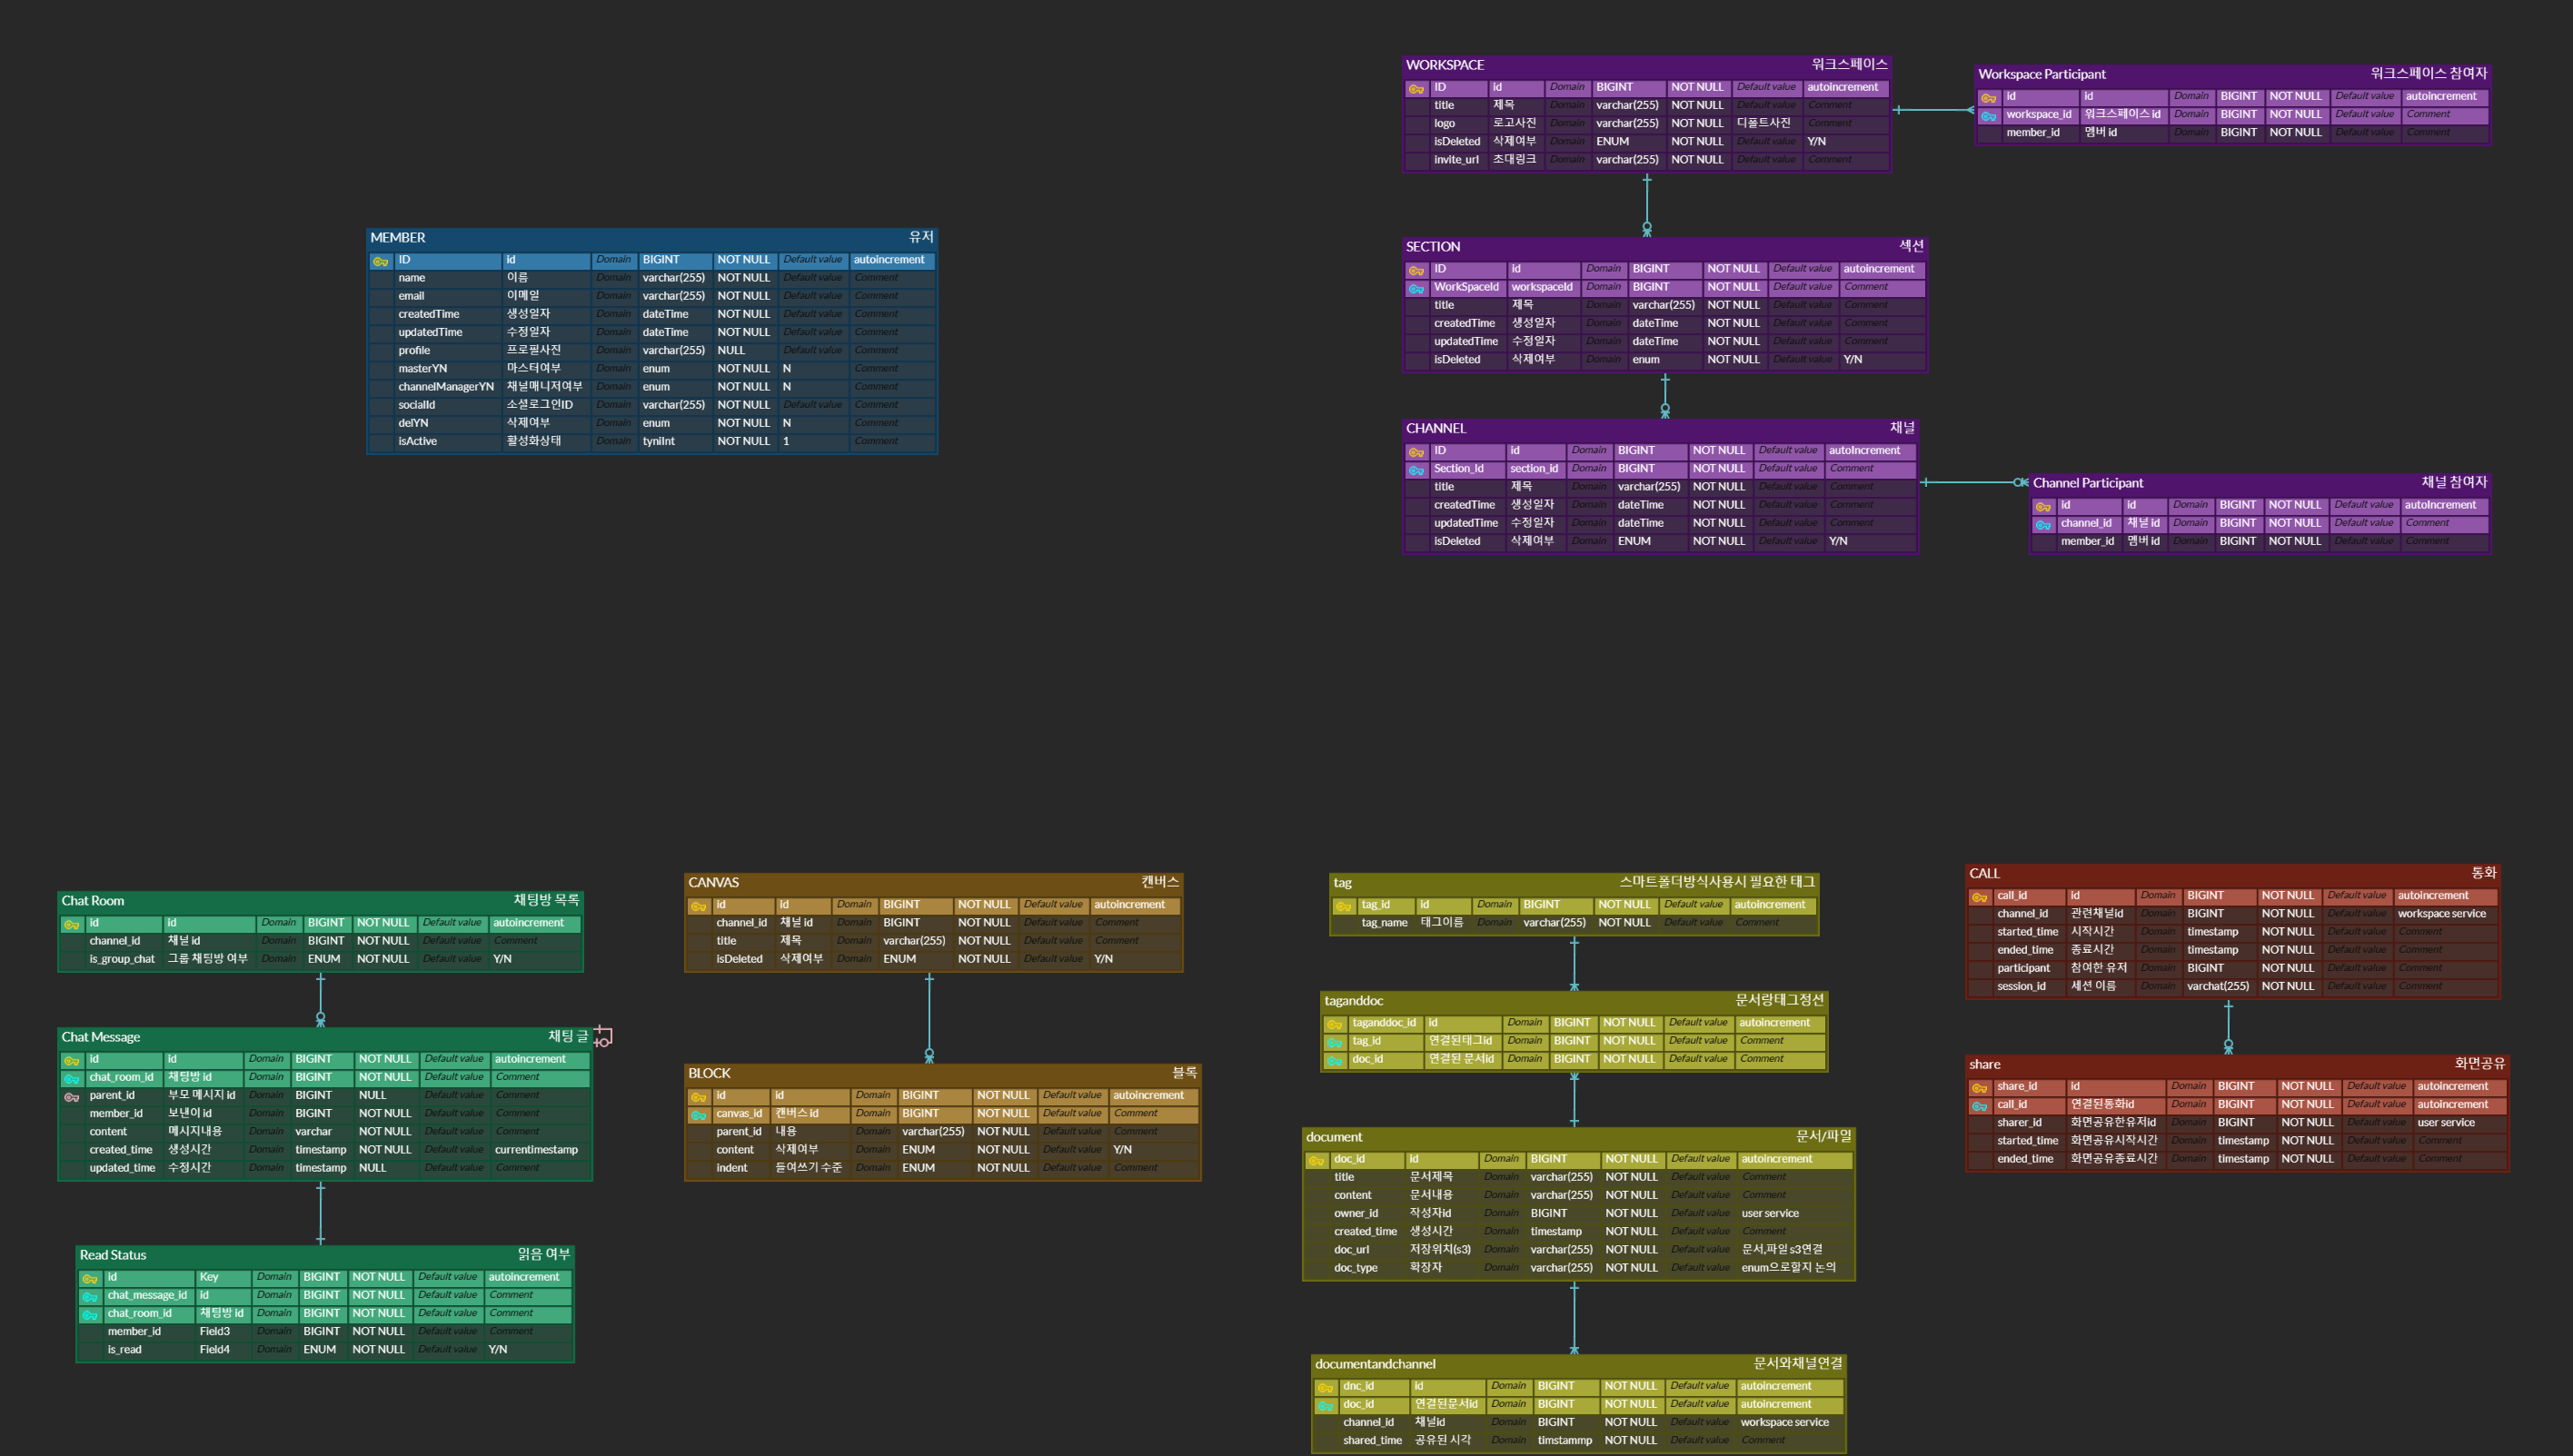 WORKSPACE 워크스페이스
ID id Domain BIGINT NOT NULL Default value autoincrement
title 제목 Domain varchar(255) NOT NULL Default value Comment
logo 로고사진 Domain varchar(255) NOT NULL 디폴트사진 Comment
isDeleted 삭제여부 Domain ENUM NOT NULL Default value Y/N
invite_url 초대링크 Domain varchar(255) NOT NULL Default value Comment
Workspace Participant 워크스페이스 참여자
id id Domain BIGINT NOT NULL Default value autoincrement
workspace_id 워크스페이스 id Domain BIGINT NOT NULL Default value Comment
member_id 멤버 id Domain BIGINT NOT NULL Default value Comment
MEMBER 유저
ID id Domain BIGINT NOT NULL Default value autoincrement
name 이름 Domain varchar(255) NOT NULL Default value Comment
email 이메일 Domain varchar(255) NOT NULL Default value Comment
createdTime 생성일자 Domain dateTime NOT NULL Default value Comment
updatedTime 수정일자 Domain dateTime NOT NULL Default value Comment
profile 프로필사진 Domain varchar(255) NULL Default value Comment
masterYN 마스터여부 Domain enum NOT NULL N Comment
channelManagerYN 채널매니저여부 Domain enum NOT NULL N Comment
socialId 소셜로그인ID Domain varchar(255) NOT NULL Default value Comment
delYN 삭제여부 Domain enum NOT NULL N Comment
isActive 활성화상태 Domain tyniInt NOT NULL 1 Comment
SECTION 섹션
ID id Domain BIGINT NOT NULL Default value autoincrement
WorkSpaceId workspaceId Domain BIGINT NOT NULL Default value Comment
title 제목 Domain varchar(255) NOT NULL Default value Comment
createdTime 생성일자 Domain dateTime NOT NULL Default value Comment
updatedTime 수정일자 Domain dateTime NOT NULL Default value Comment
isDeleted 삭제여부 Domain enum NOT NULL Default value Y/N
CHANNEL 채널
ID id Domain BIGINT NOT NULL Default value autoincrement
Section_Id section_id Domain BIGINT NOT NULL Default value Comment
title 제목 Domain varchar(255) NOT NULL Default value Comment
createdTime 생성일자 Domain dateTime NOT NULL Default value Comment
updatedTime 수정일자 Domain dateTime NOT NULL Default value Comment
isDeleted 삭제여부 Domain ENUM NOT NULL Default value Y/N
Channel Participant 채널 참여자
id id Domain BIGINT NOT NULL Default value autoincrement
channel_id 채널 id Domain BIGINT NOT NULL Default value Comment
member_id 멤버 id Domain BIGINT NOT NULL Default value Comment
Chat Room 채팅방 목록
id id Domain BIGINT NOT NULL Default value autoincrement
channel_id 채널 id Domain BIGINT NOT NULL Default value Comment
is_group_chat 그룹 채팅방 여부 Domain ENUM NOT NULL Default value Y/N
Chat Message 채팅 글
id id Domain BIGINT NOT NULL Default value autoincrement
chat_room_id 채팅방 id Domain BIGINT NOT NULL Default value Comment
parent_id 부모 메시지 id Domain BIGINT NULL Default value Comment
member_id 보낸이 id Domain BIGINT NOT NULL Default value Comment
content 메시지내용 Domain varchar NOT NULL Default value Comment
created_time 생성시간 Domain timestamp NOT NULL Default value currentimestamp
updated_time 수정시간 Domain timestamp NULL Default value Comment
Read Status 읽음 여부
id Key Domain BIGINT NOT NULL Default value autoincrement
chat_message_id id Domain BIGINT NOT NULL Default value Comment
chat_room_id 채팅방 id Domain BIGINT NOT NULL Default value Comment
member_id Field3 Domain BIGINT NOT NULL Default value Comment
is_read Field4 Domain ENUM NOT NULL Default value Y/N
CANVAS 캔버스
id id Domain BIGINT NOT NULL Default value autoincrement
channel_id 채널 id Domain BIGINT NOT NULL Default value Comment
title 제목 Domain varchar(255) NOT NULL Default value Comment
isDeleted 삭제여부 Domain ENUM NOT NULL Default value Y/N
BLOCK 블록
id id Domain BIGINT NOT NULL Default value autoincrement
canvas_id 캔버스 id Domain BIGINT NOT NULL Default value Comment
parent_id 내용 Domain varchar(255) NOT NULL Default value Comment
content 삭제여부 Domain ENUM NOT NULL Default value Y/N
indent 들여쓰기 수준 Domain ENUM NOT NULL Default value Comment
tag 스마트폴더방식사용시 필요한 태그
tag_id id Domain BIGINT NOT NULL Default value autoincrement
tag_name 태그이름 Domain varchar(255) NOT NULL Default value Comment
taganddoc 문서랑태그정션
taganddoc_id id Domain BIGINT NOT NULL Default value autoincrement
tag_id 연결된태그id Domain BIGINT NOT NULL Default value Comment
doc_id 연결된 문서id Domain BIGINT NOT NULL Default value Comment
document 문서/파일
doc_id id Domain BIGINT NOT NULL Default value autoincrement
title 문서제목 Domain varchar(255) NOT NULL Default value Comment
content 문서내용 Domain varchar(255) NOT NULL Default value Comment
owner_id 작성자id Domain BIGINT NOT NULL Default value user service
created_time 생성시간 Domain timestamp NOT NULL Default value Comment
doc_url 저장위치(s3) Domain varchar(255) NOT NULL Default value 문서,파일 s3연결
doc_type 확장자 Domain varchar(255) NOT NULL Default value enum으로할지 논의
documentandchannel 문서와채널연결
dnc_id id Domain BIGINT NOT NULL Default value autoincrement
doc_id 연결된문서id Domain BIGINT NOT NULL Default value autoincrement
channel_id 채널id Domain BIGINT NOT NULL Default value workspace service
shared_time 공유된 시각 Domain timstammp NOT NULL Default value Comment
CALL 통화
call_id id Domain BIGINT NOT NULL Default value autoincrement
channel_id 관련채널id Domain BIGINT NOT NULL Default value workspace service
started_time 시작시간 Domain timestamp NOT NULL Default value Comment
ended_time 종료시간 Domain timestamp NOT NULL Default value Comment
participant 참여한 유저 Domain BIGINT NOT NULL Default value Comment
session_id 세션 이름 Domain varchat(255) NOT NULL Default value Comment
share 화면공유
share_id id Domain BIGINT NOT NULL Default value autoincrement
call_id 연결된통화id Domain BIGINT NOT NULL Default value autoincrement
sharer_id 화면공유한유저id Domain BIGINT NOT NULL Default value user service
started_time 화면공유시작시간 Domain timestamp NOT NULL Default value Comment
ended_time 화면공유종료시간 Domain timestamp NOT NULL Default value Comment